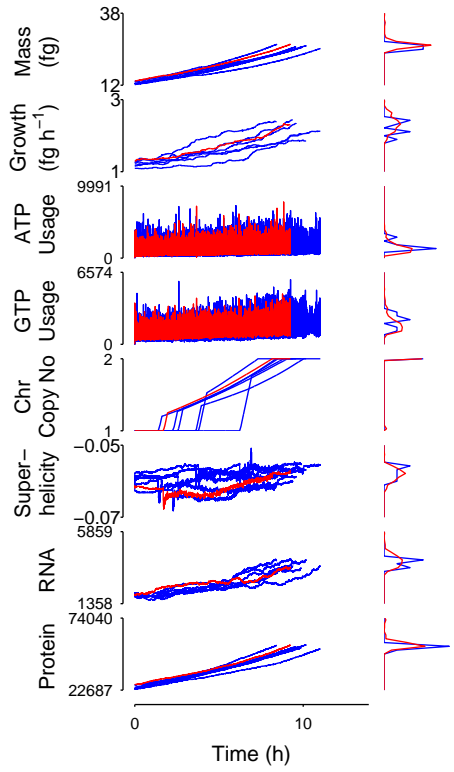 38
Mass
(fg)
12
3
Growth
(fg h⁻¹)
1
9991
ATP
Usage
0
6574
GTP
Usage
0
2
Chr
Copy No
1
−0.05
Super−
helicity
−0.07
5859
RNA
1358
74040
Protein
22687
0 10
Time (h)